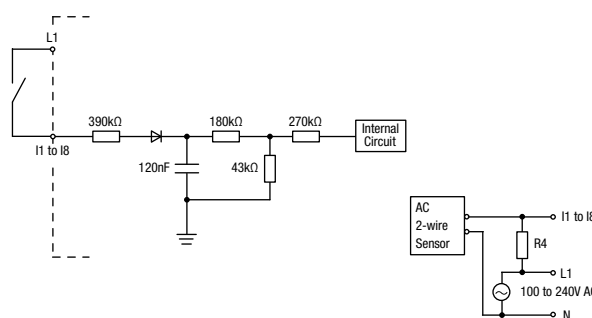 L1
390kΩ
180kΩ
270kΩ
Internal
Circuit
I1 to I8
120nF
43kΩ
AC
2-wire
Sensor
I1 to I8
R4
L1
100 to 240V AC
N